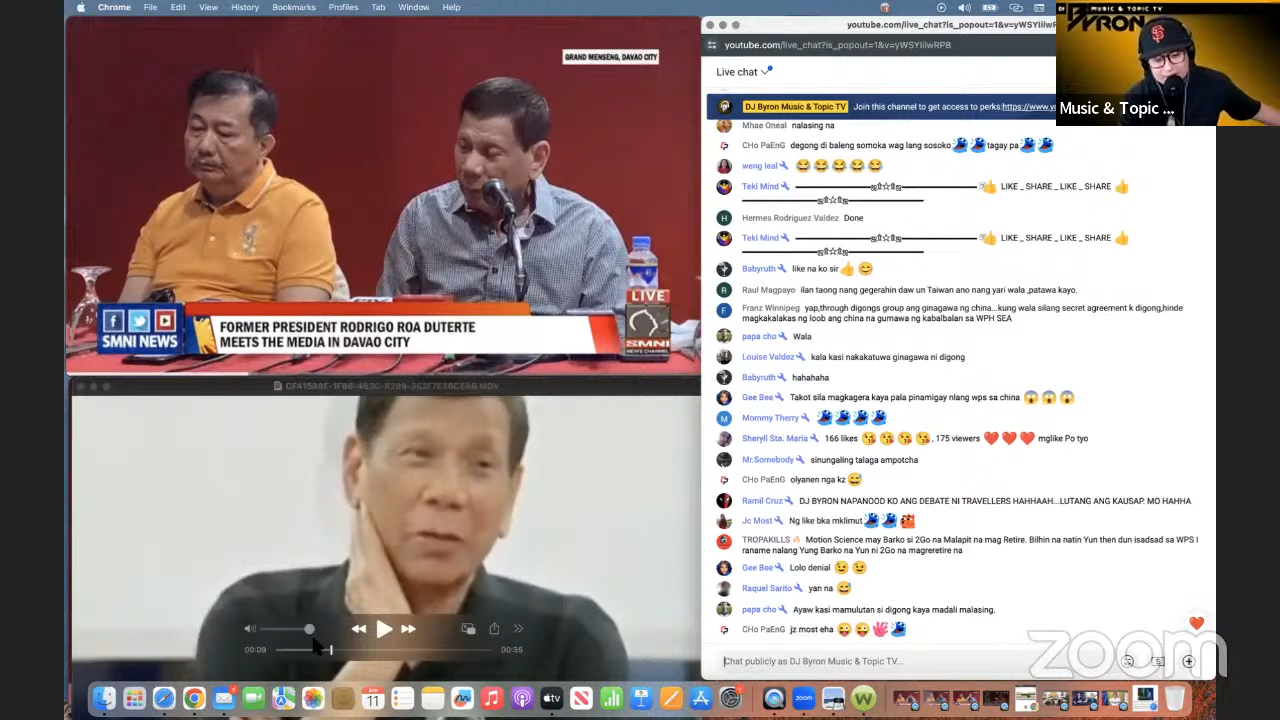 Finder File Edit View History Bookmarks Profiles Tab Window Help
GRAND MENSENG, DAVAO CITY
LIVE
SMNI NEWS
FORMER PRESIDENT RODRIGO ROA DUTERTE
MEETS THE MEDIA IN DAVAO CITY
SMNI
NEWS CHANNEL
00:09
00:35
APR
11
zoom
youtube.com/live_chat?is_popout=1&v=yWSYIilwRP8
Live chat
DJ Byron Music & Topic TV Join this channel to get access to perks:
Mhae Oneal nalasing na
CHo PaEnG degong di baleng somoka wag lang sosoko🌊🌊tagay pa
weng leal 😂😂😂😂😂
Teki Mind 👍 LIKE _ SHARE _ LIKE _ SHARE 👍
Hermes Rodriguez Valdez Done
Teki Mind 👍 LIKE _ SHARE _ LIKE _ SHARE 👍
Babyruth like na ko sir👍😊
Raul Magpayo ilan taong nang gegerahin daw un Taiwan ano nang yari wala ,patawa kayo.
Franz Winnipeg yap,through digongs group ang ginagawa ng china...kung wala silang secret agreement k digong,hinde
magkakalakas ng loob ang china na gumawa ng kabalbalan sa WPH SEA
papa cho Wala
Louise Valdez kala kasi nakakatuwa ginagawa ni digong
Babyruth hahahaha
Gee Bee Takot sila magkagera kaya pala pinamigay nlang wps sa china 😱😱😱
Mommy Therry
Sheryll Sta. Maria 166 likes 😘😘😘😘, 175 viewers ❤️❤️❤️ mglike Po tyo
Mr.Somebody sinungaling talaga ampotcha
CHo PaEnG olyanen nga kz😅
Ramil Cruz DJ BYRON NAPANOOD KO ANG DEBATE NI TRAVELLERS HAHHAAH...LUTANG ANG KAUSAP. MO HAHHA
Jc Most Ng like bka mklimut
TROPAKILLS 🔥 Motion Science may Barko si 2Go na Malapit na mag Retire. Bilhin na natin Yun then dun isadsad sa WPS I
raname nalang Yung Barko na Yun ni 2Go na magreretire na
Gee Bee Lolo denial 😉😉
Raquel Sarito yan na 😅
papa cho Ayaw kasi mamulutan si digong kaya madali malasing.
CHo PaEnG jz most eha 😜😜
Chat publicly as DJ Byron Music & Topic TV...
MUSIC & TOPIC TV
BYRON
Music & Topic ...
zoom